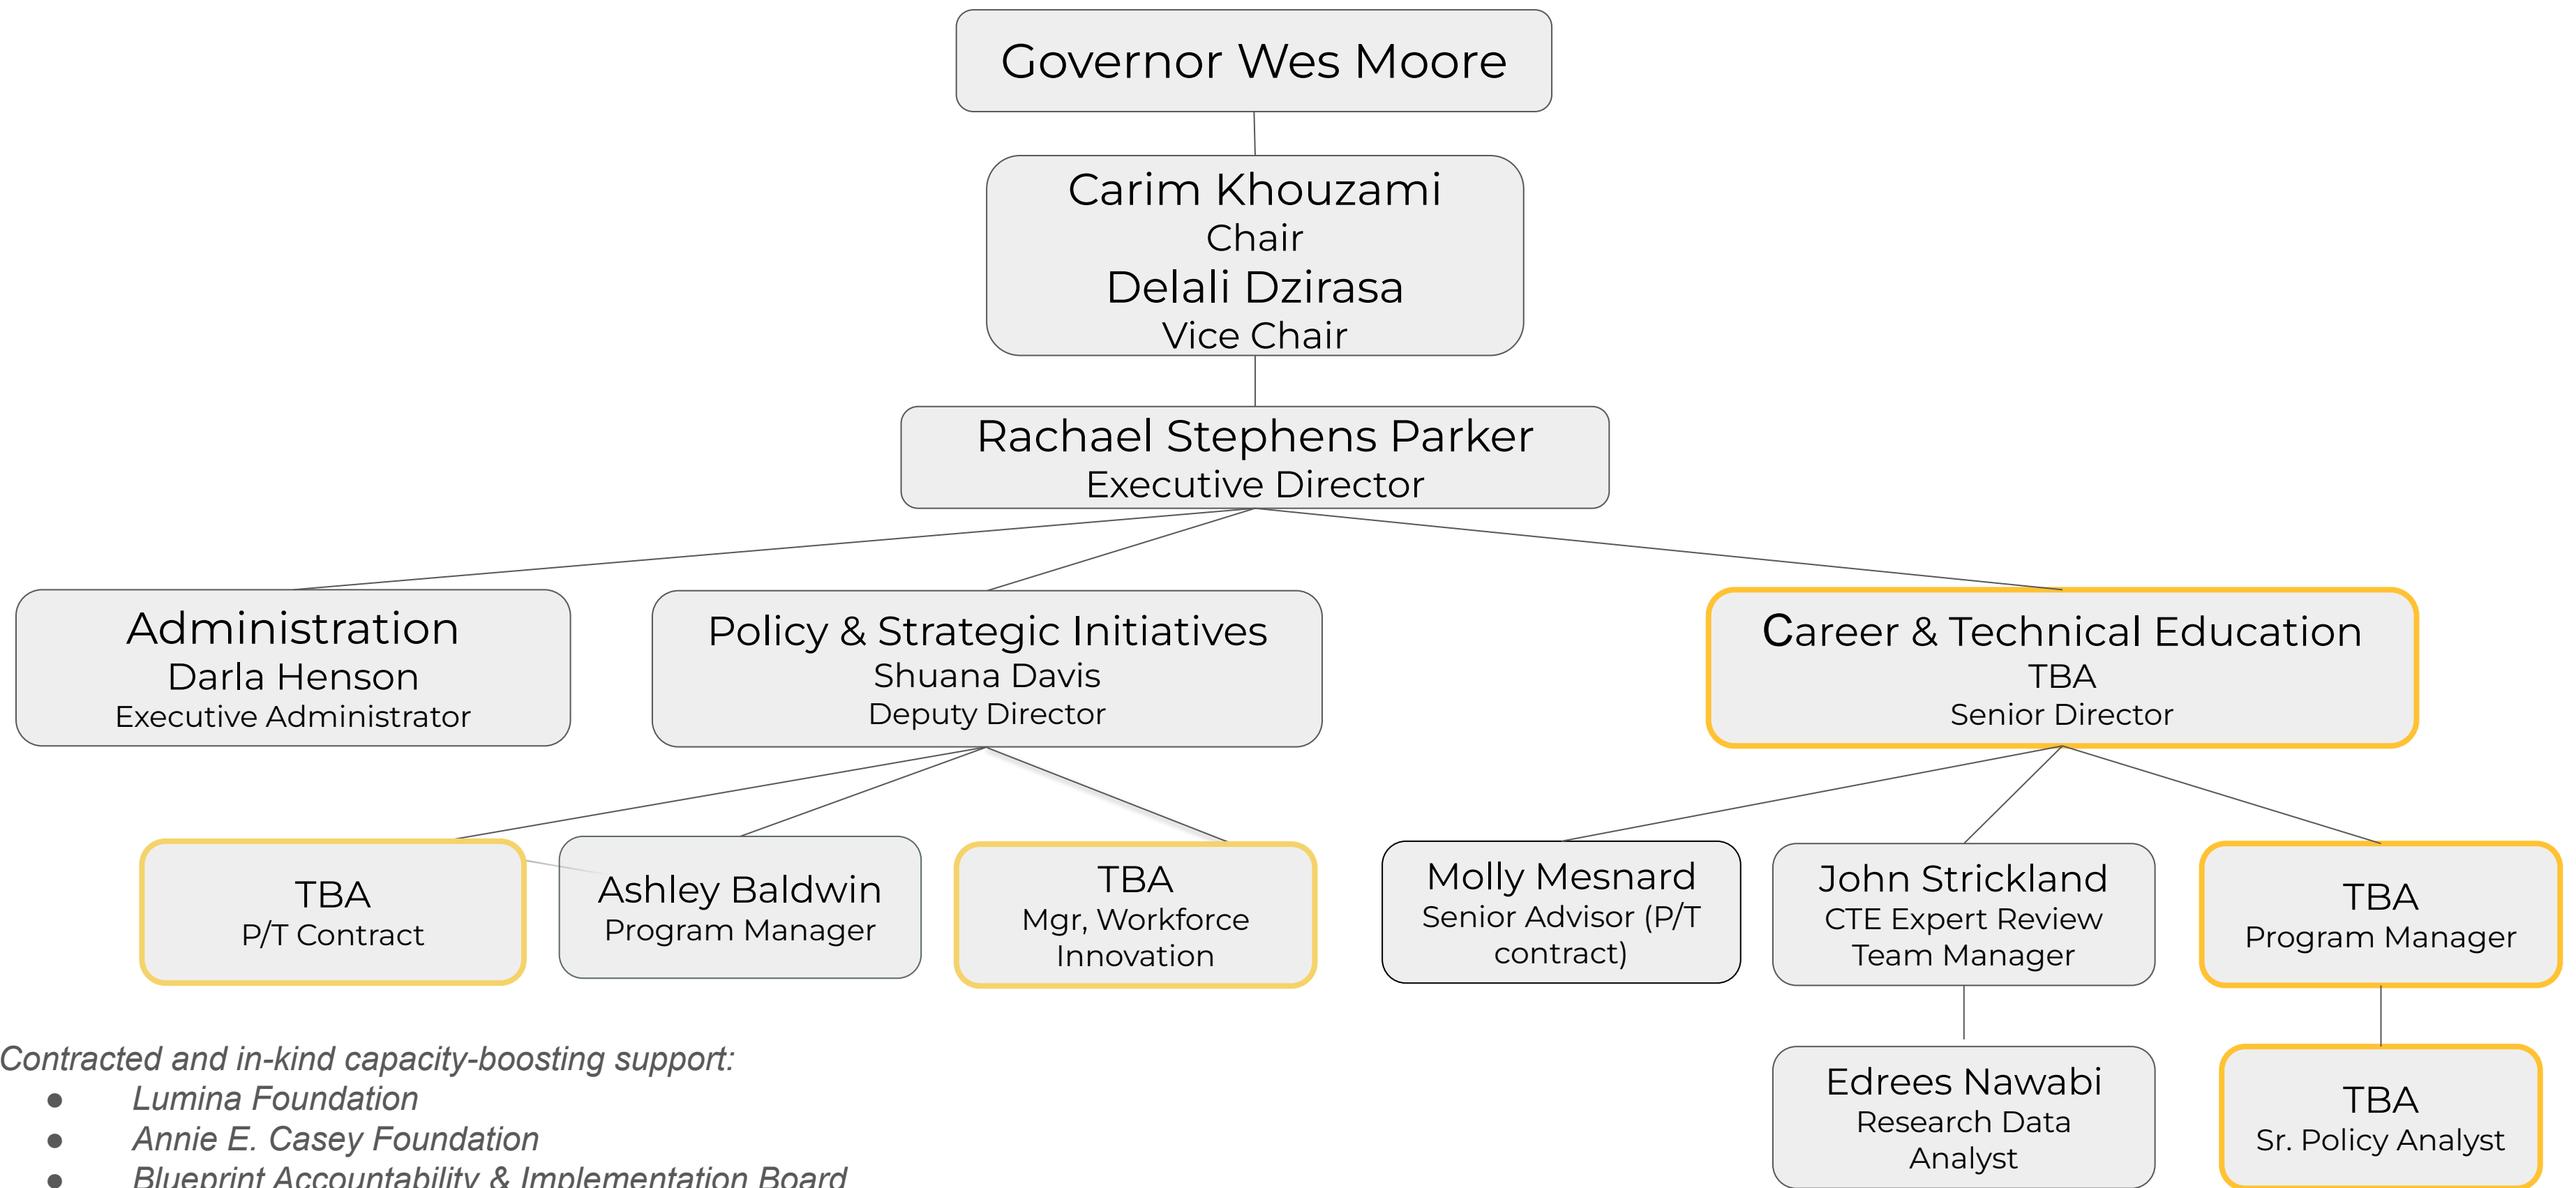 Governor Wes Moore
Carim Khouzami
Chair
Delali Dzirasa
Vice Chair
Rachael Stephens Parker
Executive Director
Administration
Darla Henson
Executive Administrator
Policy & Strategic Initiatives
Shuana Davis
Deputy Director
Career & Technical Education
TBA
Senior Director
TBA
P/T Contract
Ashley Baldwin
Program Manager
TBA
Mgr, Workforce
Innovation
Molly Mesnard
Senior Advisor (P/T
contract)
John Strickland
CTE Expert Review
Team Manager
TBA
Program Manager
Edrees Nawabi
Research Data
Analyst
TBA
Sr. Policy Analyst
Contracted and in-kind capacity-boosting support:
● Lumina Foundation
● Annie E. Casey Foundation
● Blueprint Accountability & Implementation Board